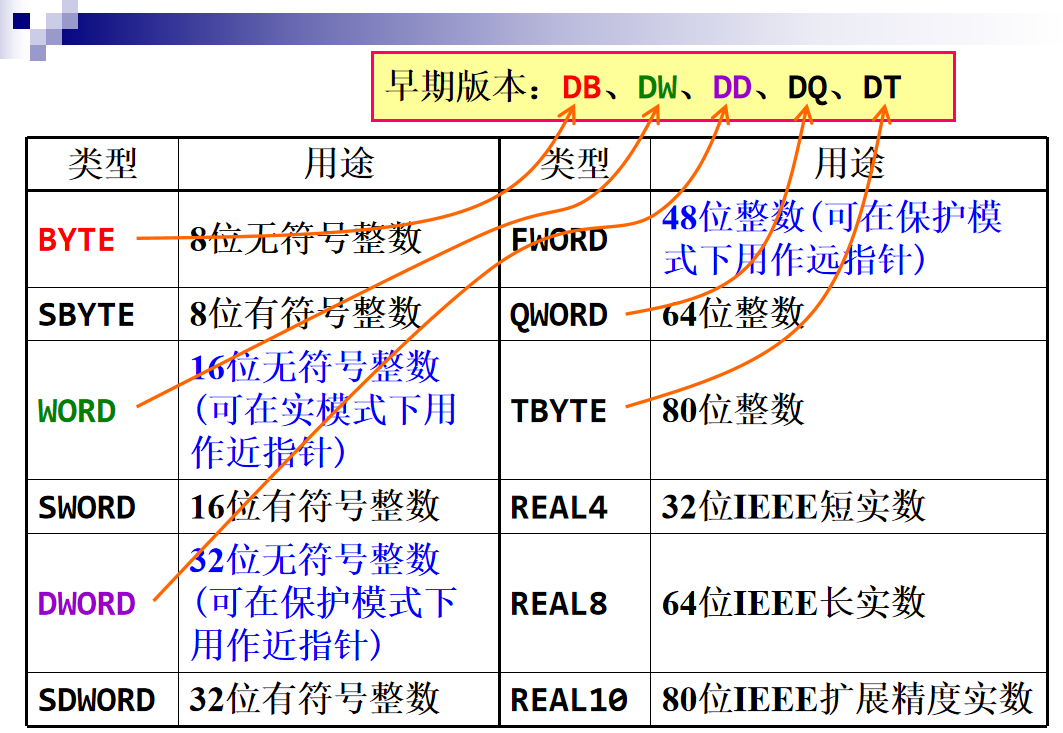 早期版本：DB、DW、DD、DQ、DT
类型 用途 类型 用途
BYTE 8位无符号整数 FWORD 48位整数(可在保护模
式下用作远指针)
SBYTE 8位有符号整数 QWORD 64位整数
WORD 16位无符号整数
(可在实模式下用
作近指针) TBYTE 80位整数
SWORD 16位有符号整数 REAL4 32位IEEE短实数
DWORD 32位无符号整数
(可在保护模式下
用作近指针) REAL8 64位IEEE长实数
SDWORD 32位有符号整数 REAL10 80位IEEE扩展精度实数